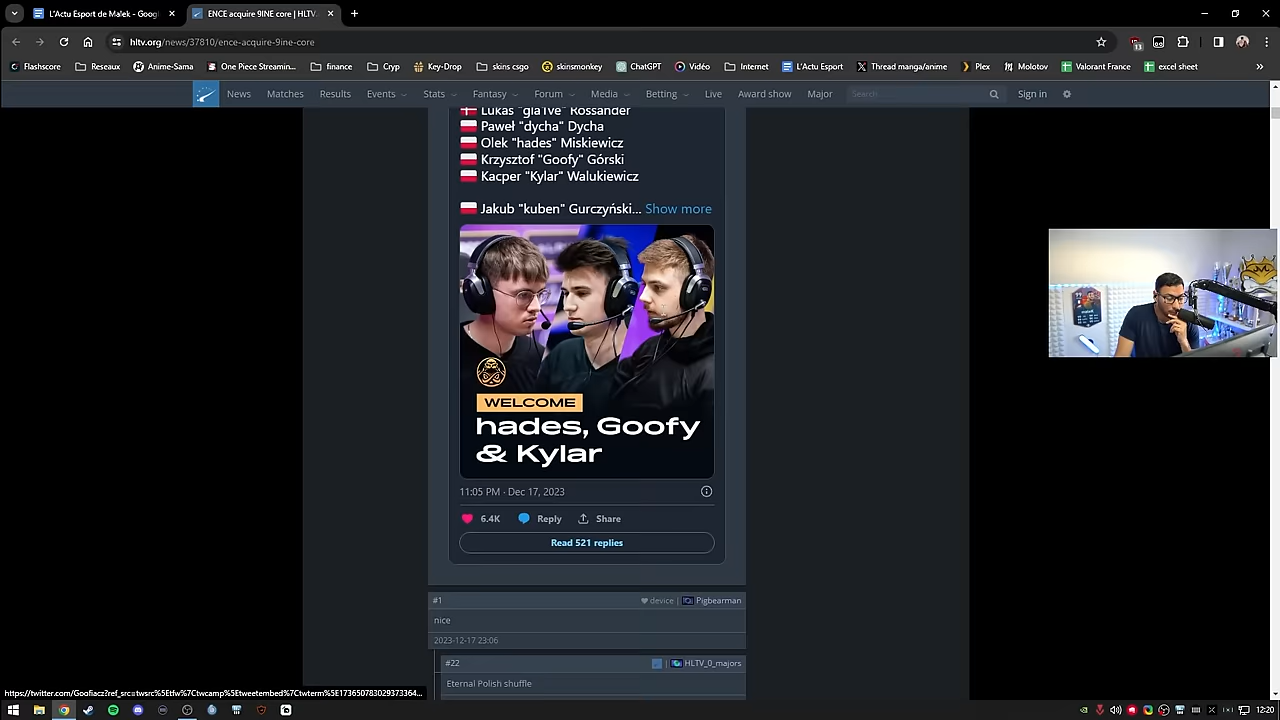 L'Actu Esport de Malek - Googl
ENCE acquire 9INE core | HLTV.
hltv.org/news/37810/ence-acquire-9ine-core
13
Flashscore
Reseaux
Anime-Sama
One Piece Streamin...
finance
Cryp
Key-Drop
skins csgo
skinsmonkey
ChatGPT
Vidéo
Internet
L'Actu Esport
Thread manga/anime
Plex
Molotov
Valorant France
excel sheet
News
Matches
Results
Events
Stats
Fantasy
Forum
Media
Betting
Live
Award show
Major
Search
Sign in
Lukas "gla1ve" Rossander
Paweł "dycha" Dycha
Olek "hades" Miskiewicz
Krzysztof "Goofy" Górski
Kacper "Kylar" Walukiewicz
Jakub "kuben" Gurczyński... Show more
WELCOME
hades, Goofy
& Kylar
11:05 PM · Dec 17, 2023
6.4K
Reply
Share
Read 521 replies
#1
device | Pigbearman
nice
2023-12-17 23:06
#22
| HLTV_0_majors
Eternal Polish shuffle
12:20